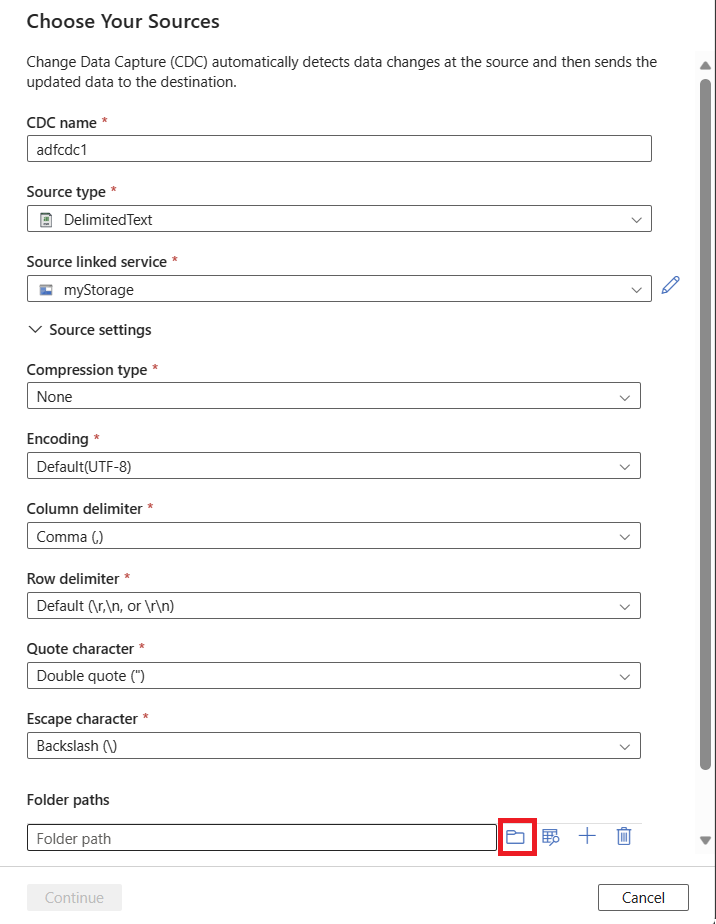 Choose Your Sources
Change Data Capture (CDC) automatically detects data changes at the source and then sends the
updated data to the destination.
CDC name *
adfcdc1
Source type *
DelimitedText
Source linked service *
myStorage
Source settings
Compression type *
None
Encoding *
Default(UTF-8)
Column delimiter *
Comma (,)
Row delimiter *
Default (\r,\n, or \r\n)
Quote character *
Double quote (")
Escape character *
Backslash (\)
Folder paths
Folder path
Continue
Cancel